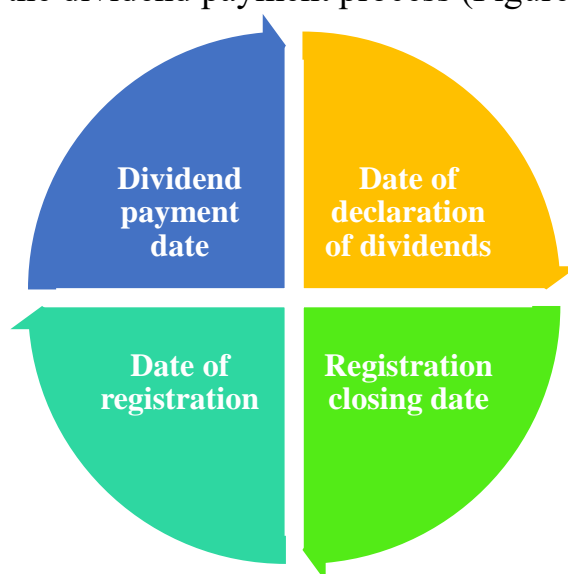 the dividend payment process (Figure
Dividend
payment
date
Date of
declaration
of dividends
Date of
registration
Registration
closing date